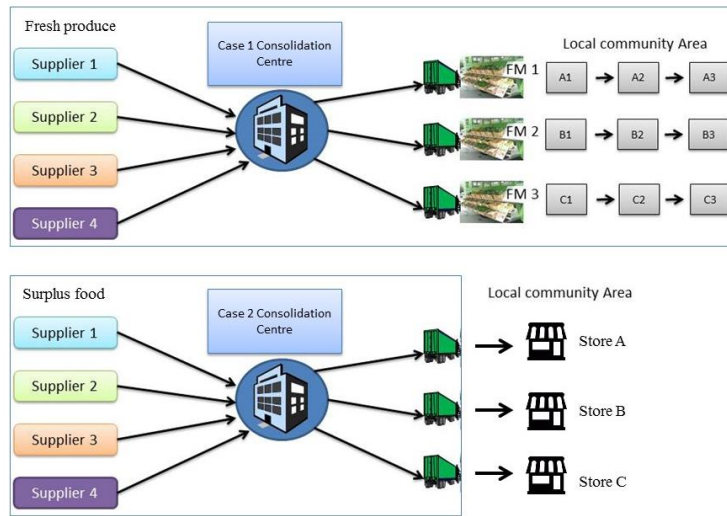 Fresh produce
Case 1 Consolidation
Centre
Local community Area
Supplier 1
Supplier 2
Supplier 3
Supplier 4
FM 1
A1
A2
A3
FM 2
B1
B2
B3
FM 3
C1
C2
C3
Surplus food
Case 2 Consolidation
Centre
Local community Area
Supplier 1
Supplier 2
Supplier 3
Supplier 4
Store A
Store B
Store C